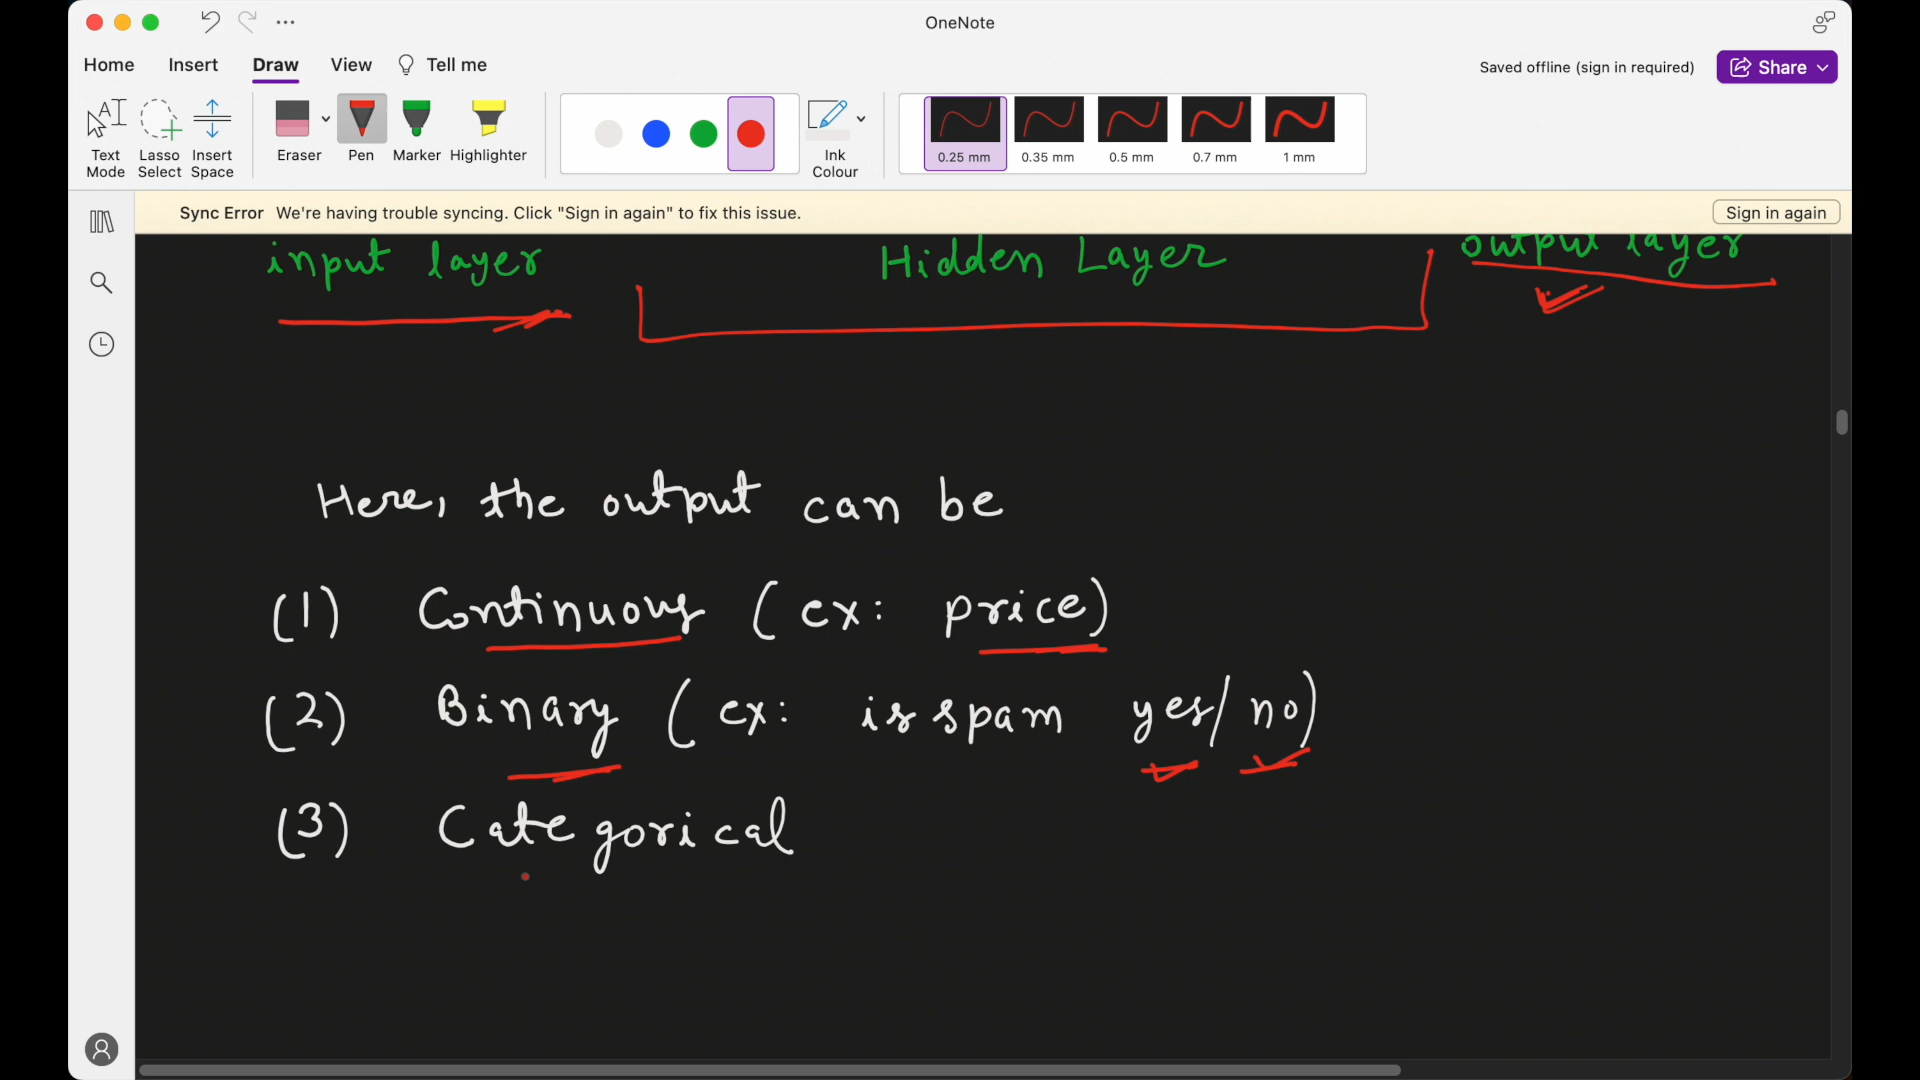 OneNote
Home Insert Draw View Tell me
Saved offline (sign in required) Share
Text Mode
Lasso Select
Insert Space
Eraser
Pen
Marker
Highlighter
Ink Colour
0.25 mm
0.35 mm
0.5 mm
0.7 mm
1 mm
Sync Error We're having trouble syncing. Click "Sign in again" to fix this issue. Sign in again
input layer Hidden Layer output layer
Here, the output can be
(1) Continuous (ex: price)
(2) Binary (ex: is spam yes/no)
(3) Categorical